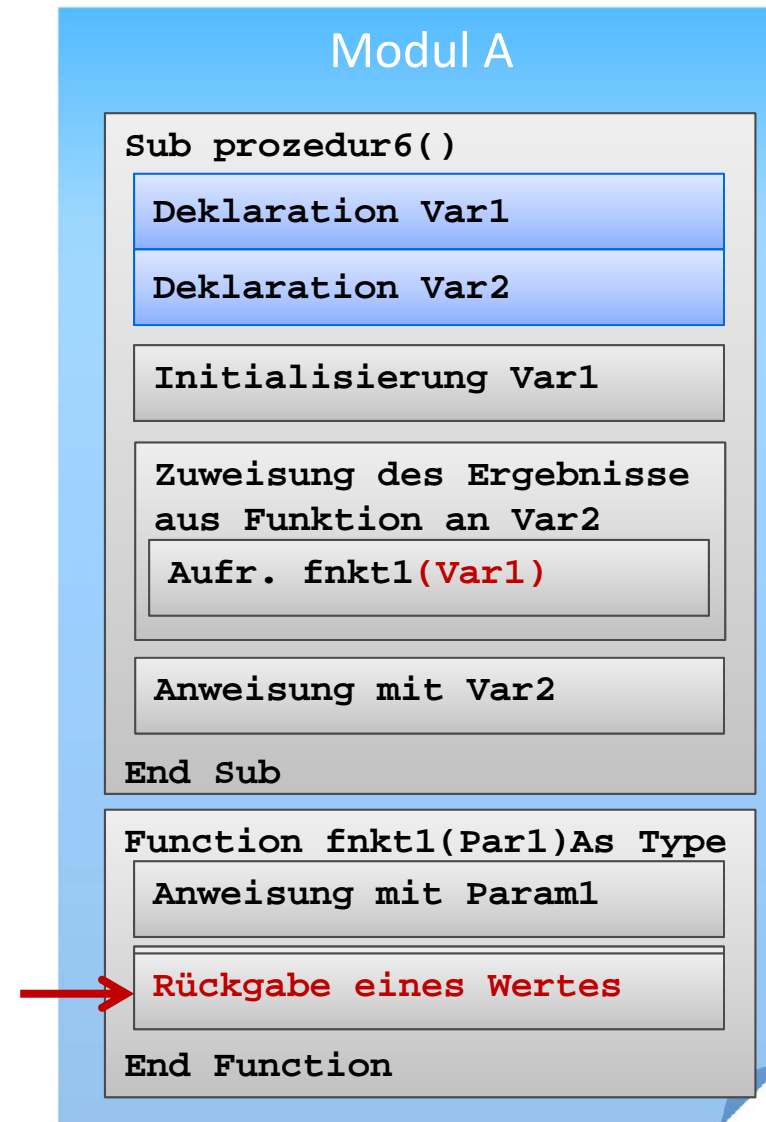 Modul A
Sub prozedur6()
Deklaration Var1
Deklaration Var2
Initialisierung Var1
Zuweisung des Ergebnisse
aus Funktion an Var2
Aufr. fnkt1(Var1)
Anweisung mit Var2
End Sub
Function fnkt1(Par1)As Type
Anweisung mit Param1
Rückgabe eines Wertes
End Function